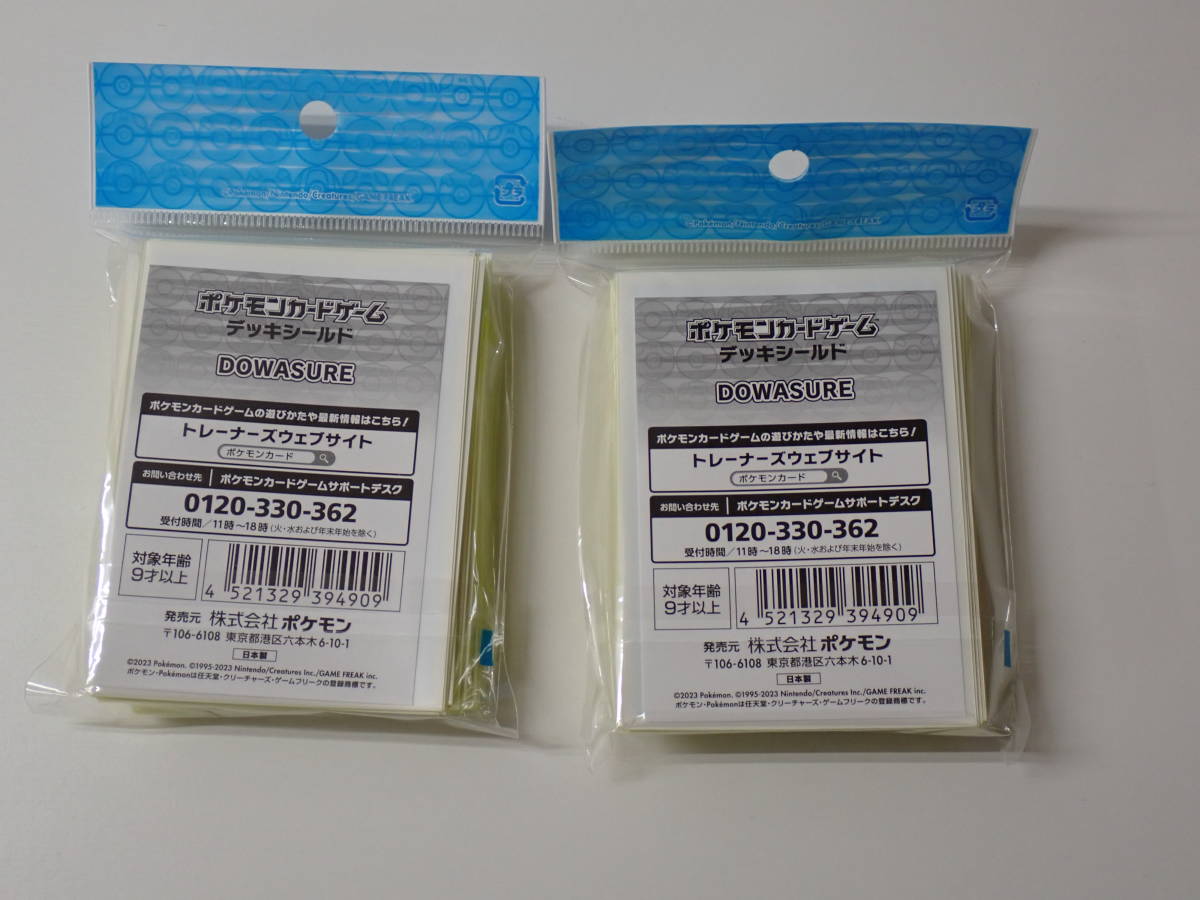 ©Pokémon/Nintendo/Creatures/GAME FREAK
プラ
ポケモンカードゲーム
デッキシールド
DOWASURE
ポケモンカードゲームの遊びかたや最新情報はこちら!
トレーナーズウェブサイト
ポケモンカード
お問い合わせ先 ポケモンカードゲームサポートデスク
0120-330-362
受付時間/11時~18時(火・水および年末年始を除く)
対象年齢
9才以上
4 521329 394909
発売元 株式会社ポケモン
〒106-6108 東京都港区六本木6-10-1
日本製
©2023 Pokémon. ©1995-2023 Nintendo/Creatures Inc./GAME FREAK inc.
ポケモン・Pokémonは任天堂・クリーチャーズ・ゲームフリークの登録商標です。
©Pokémon/Nintendo/Creatures/GAME FREAK
プラ
ポケモンカードゲーム
デッキシールド
DOWASURE
ポケモンカードゲームの遊びかたや最新情報はこちら!
トレーナーズウェブサイト
ポケモンカード
お問い合わせ先 ポケモンカードゲームサポートデスク
0120-330-362
受付時間/11時~18時(火・水および年末年始を除く)
対象年齢
9才以上
4 521329 394909
発売元 株式会社ポケモン
〒106-6108 東京都港区六本木6-10-1
日本製
©2023 Pokémon. ©1995-2023 Nintendo/Creatures Inc./GAME FREAK inc.
ポケモン・Pokémonは任天堂・クリーチャーズ・ゲームフリークの登録商標です。